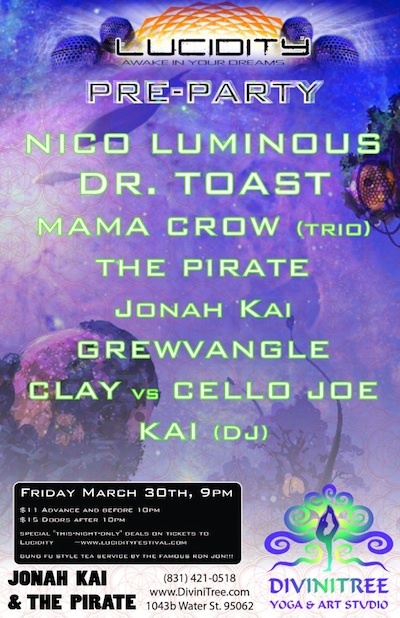 LUCIDITY
AWAKE IN YOUR DREAMS
PRE-PARTY
NICO LUMINOUS
DR. TOAST
MAMA CROW (TRIO)
THE PIRATE
JONAH KAI
GREWVANGLE
CLAY VS CELLO JOE
KAI (DJ)
FRIDAY MARCH 30TH, 9PM
$11 ADVANCE AND BEFORE 10PM
$15 DOORS AFTER 10PM
SPECIAL "THIS-NIGHT-ONLY" DEALS ON TICKETS TO
LUCIDITY ~WWW.LUCIDITYFESTIVAL.COM
GUNG FU STYLE TEA SERVICE BY THE FAMOUS RON JON!!!
JONAH KAI
& THE PIRATE
(831) 421-0518
www.DiviniTree.com
1043b Water St. 95062
DIVINITREE
YOGA & ART STUDIO